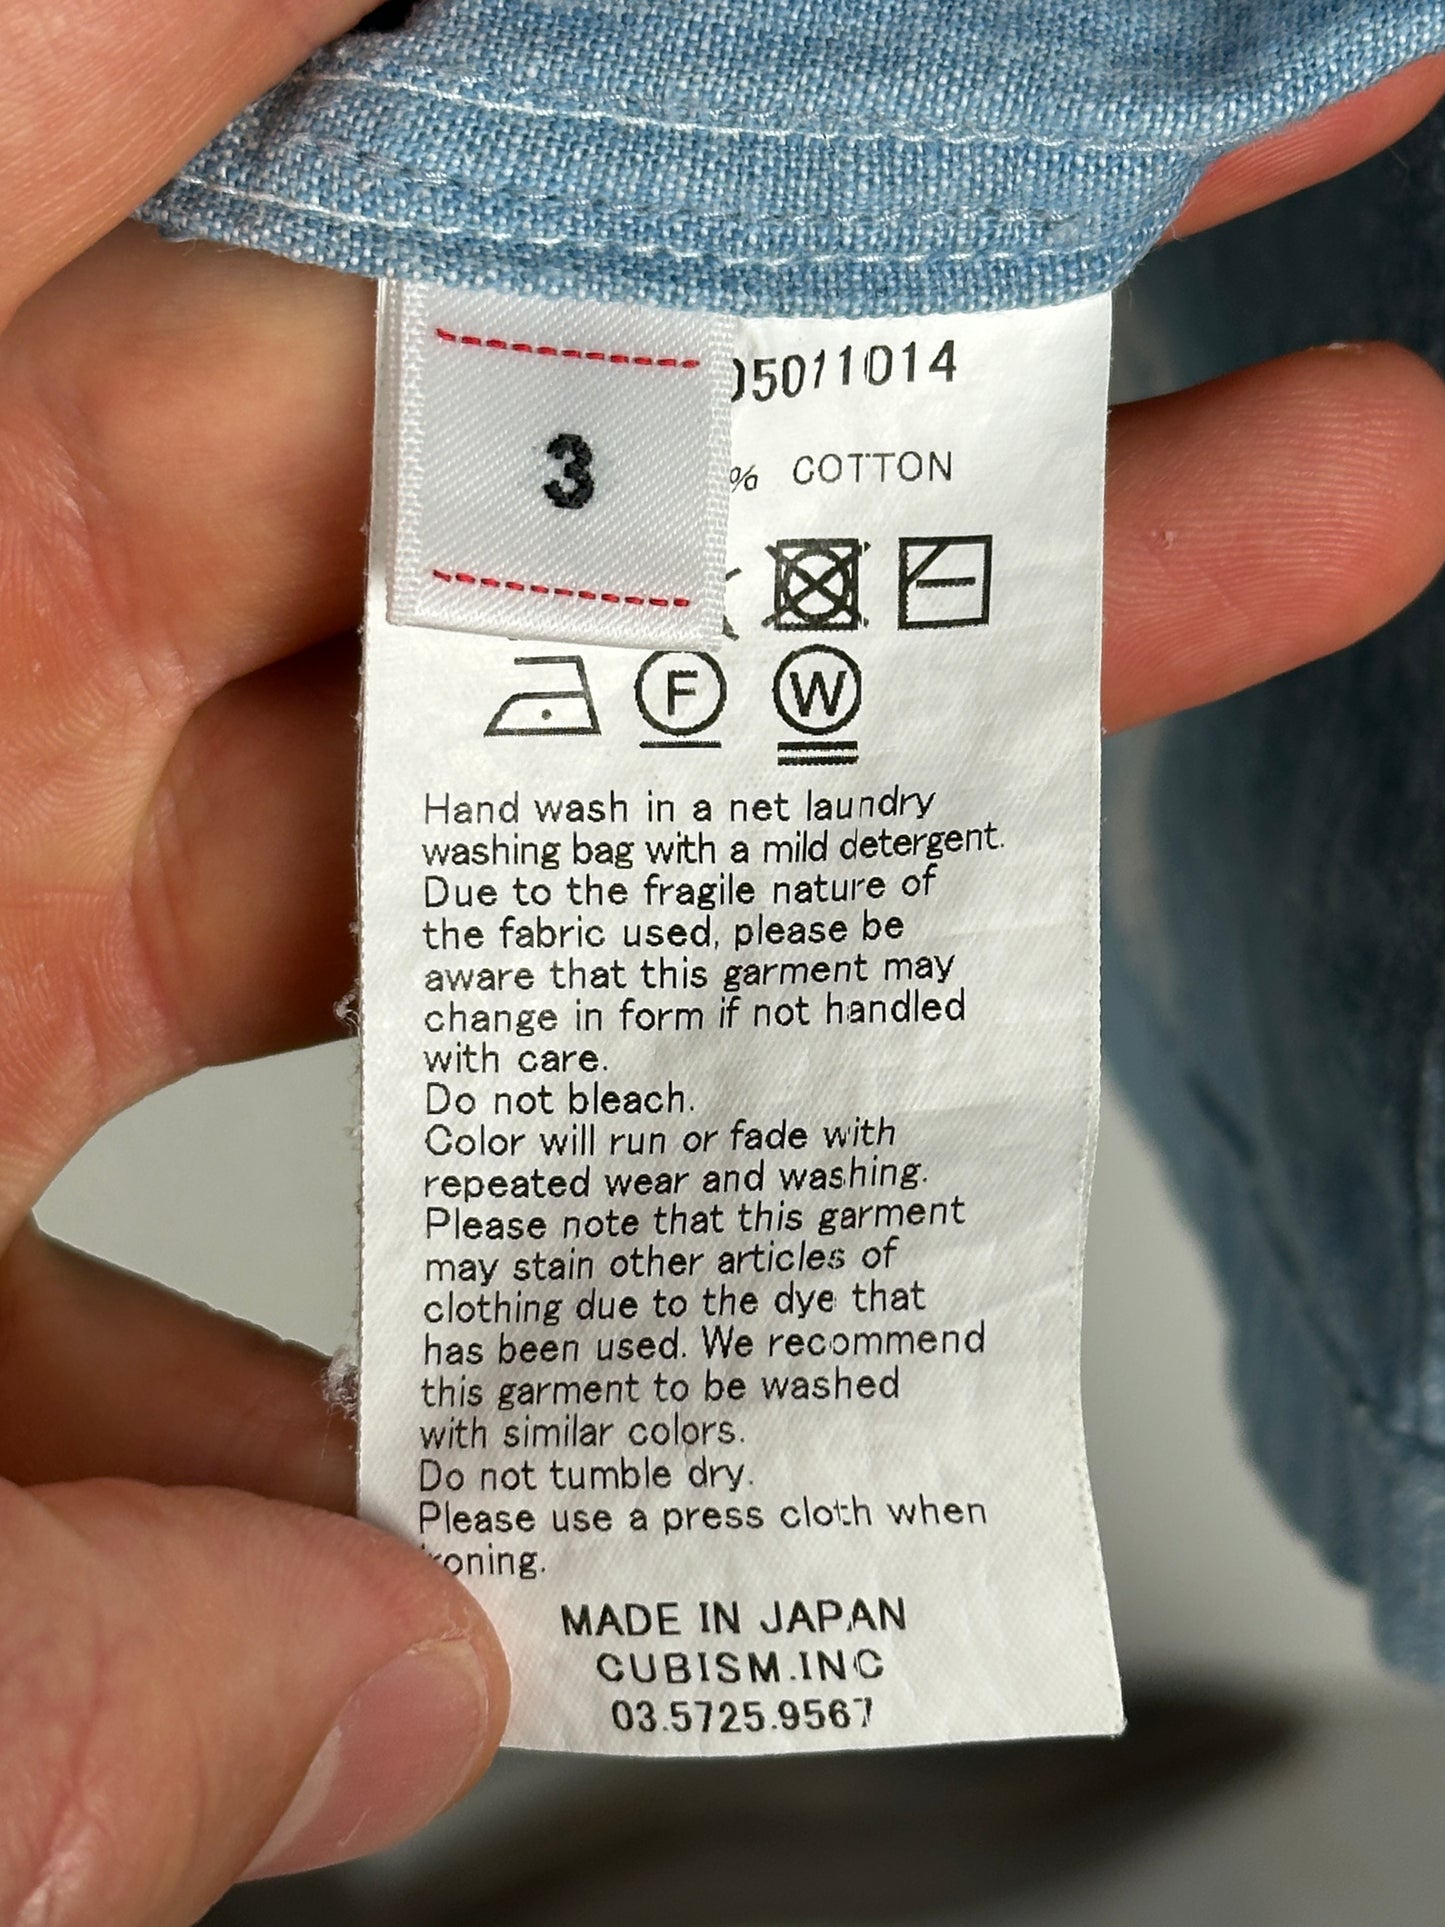 3
5011014
% COTTON
F W
Hand wash in a net laundry
washing bag with a mild detergent.
Due to the fragile nature of
the fabric used, please be
aware that this garment may
change in form if not handled
with care.
Do not bleach.
Color will run or fade with
repeated wear and washing.
Please note that this garment
may stain other articles of
clothing due to the dye that
has been used. We recommend
this garment to be washed
with similar colors.
Do not tumble dry.
Please use a press cloth when
ironing.
MADE IN JAPAN
CUBISM.INC
03.5725.9567